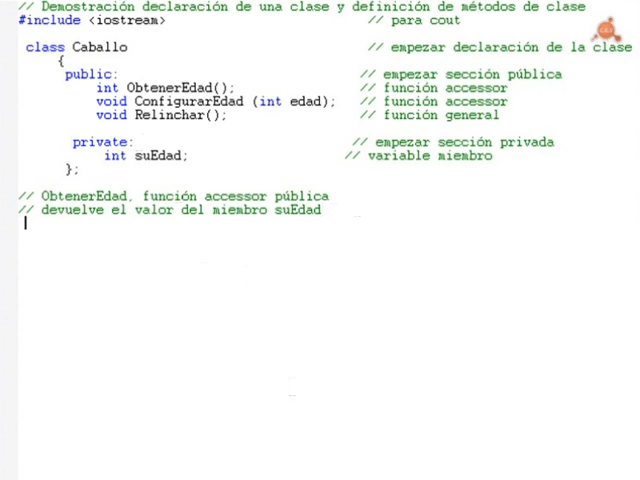 // Demostración declaración de una clase y definición de métodos de clase
#include <iostream> // para cout
class Caballo // empezar declaración de la clase
{
public: // empezar sección pública
int ObtenerEdad(); // función accessor
void ConfigurarEdad (int edad); // función accessor
void Relinchar(); // función general
private: // empezar sección privada
int suEdad; // variable miembro
};
// ObtenerEdad, función accessor pública
// devuelve el valor del miembro suEdad